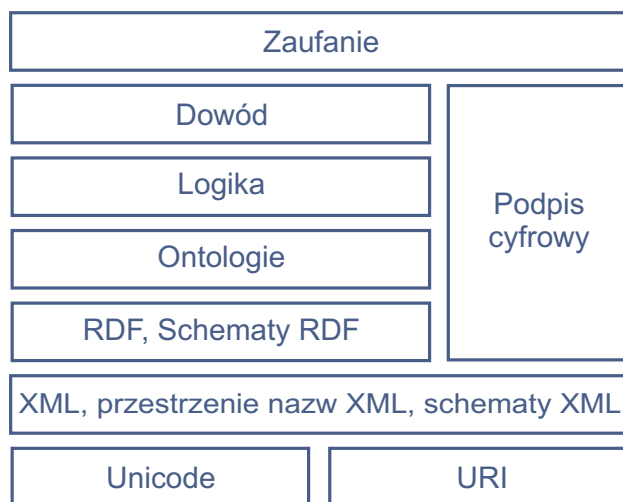 Zaufanie
Dowód
Logika
Ontologie
RDF, Schematy RDF
Podpis
cyfrowy
XML, przestrzenie nazw XML, schematy XML
Unicode
URI